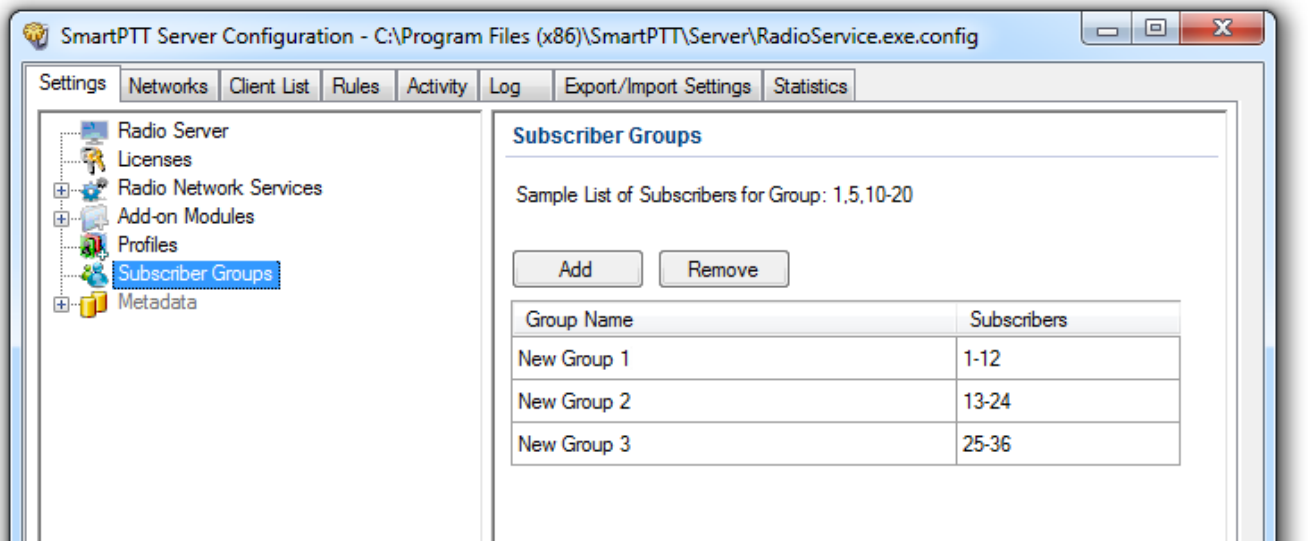 SmartPTT Server Configuration - C:\Program Files (x86)\SmartPTT\Server\RadioService.exe.config
Settings Networks Client List Rules Activity Log Export/Import Settings Statistics
Radio Server
Licenses
Radio Network Services
Add-on Modules
Profiles
Subscriber Groups
Metadata
Subscriber Groups
Sample List of Subscribers for Group: 1,5,10-20
Add Remove
Group Name Subscribers
New Group 1 1-12
New Group 2 13-24
New Group 3 25-36